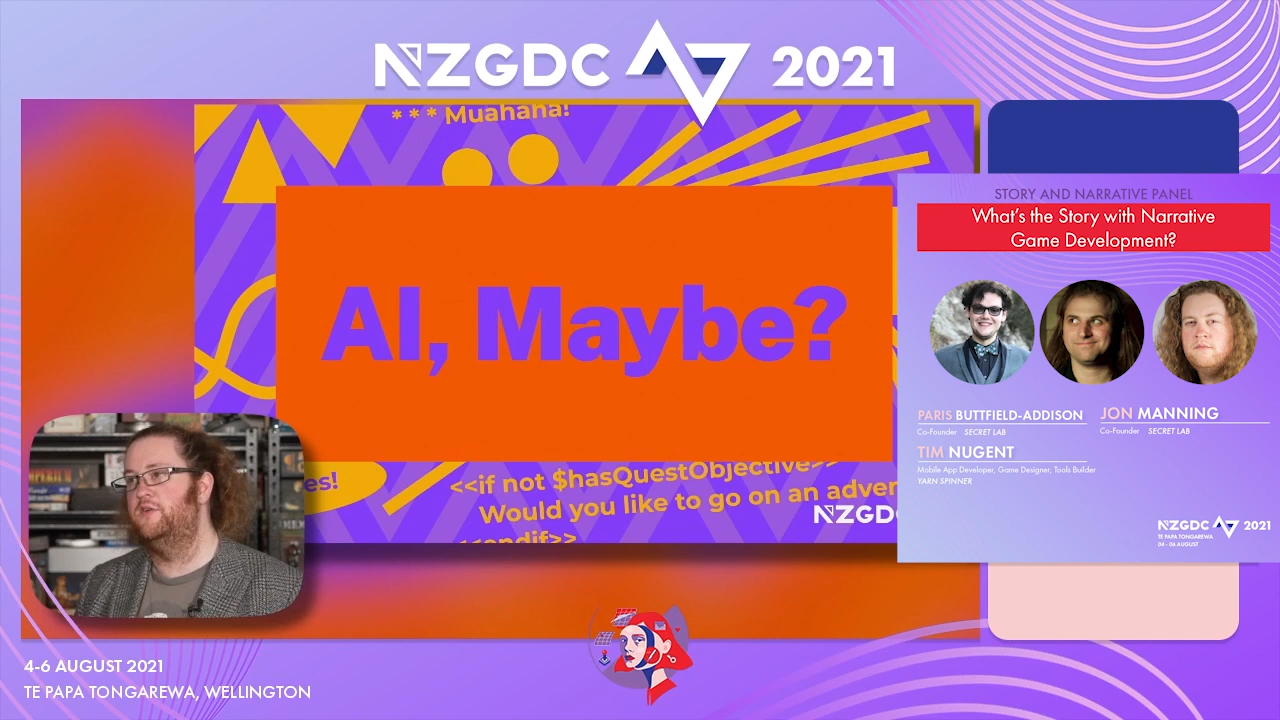 NZGDC 2021
*** Muahaha!
AI, Maybe?
es!
<<if not $hasQuestObjective>>
Would you like to go on an adver
<<endif>>
NZGD
STORY AND NARRATIVE PANEL
What's the Story with Narrative
Game Development?
PARIS BUTTFIELD-ADDISON
Co-Founder SECRET LAB
JON MANNING
Co-Founder SECRET LAB
TIM NUGENT
Mobile App Developer, Game Designer, Tools Builder
YARN SPINNER
NZGDC 2021
TE PAPA TONGAREWA
04 - 06 AUGUST
4-6 AUGUST 2021
TE PAPA TONGAREWA, WELLINGTON